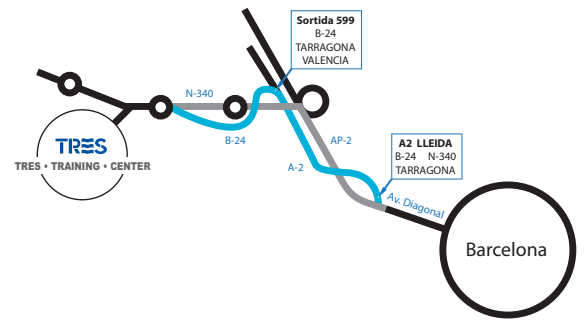 Sortida 599
B-24
TARRAGONA
VALENCIA
N-340
B-24
TRES
TRES • TRAINING • CENTER
AP-2
A-2
A2 LLEIDA
B-24 N-340
TARRAGONA
Av. Diagonal
Barcelona